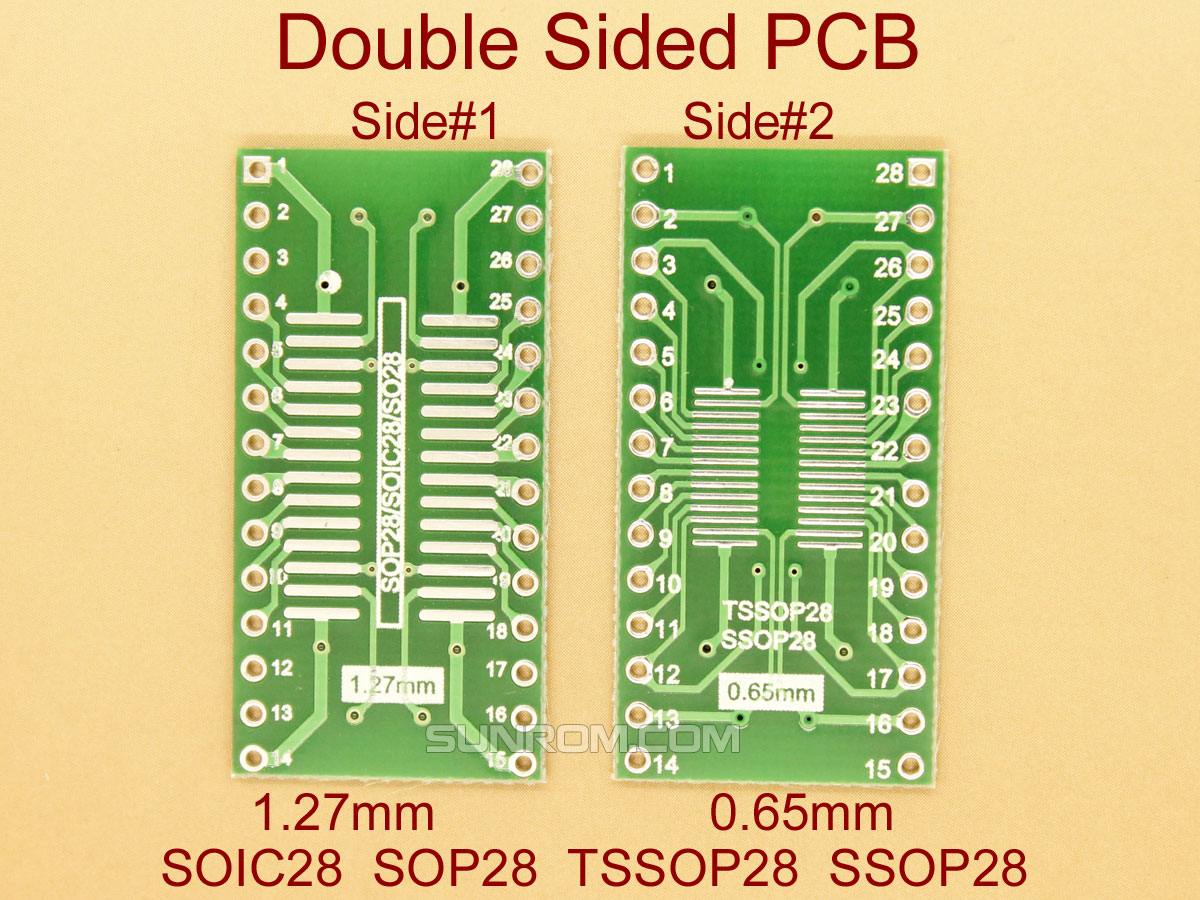 Double Sided PCB
Side#1 Side#2
1 28
2 27
3 26
4 25
5 24
6 23
7 22
8 21
9 20
10 19
11 18
12 17
13 16
14 15
SOP28/SOIC28/SO28
1.27mm
1 28
2 27
3 26
4 25
5 24
6 23
7 22
8 21
9 20
10 19
11 18
12 17
13 16
14 15
TSSOP28
SSOP28
0.65mm
SUNROM.COM
1.27mm 0.65mm
SOIC28 SOP28 TSSOP28 SSOP28